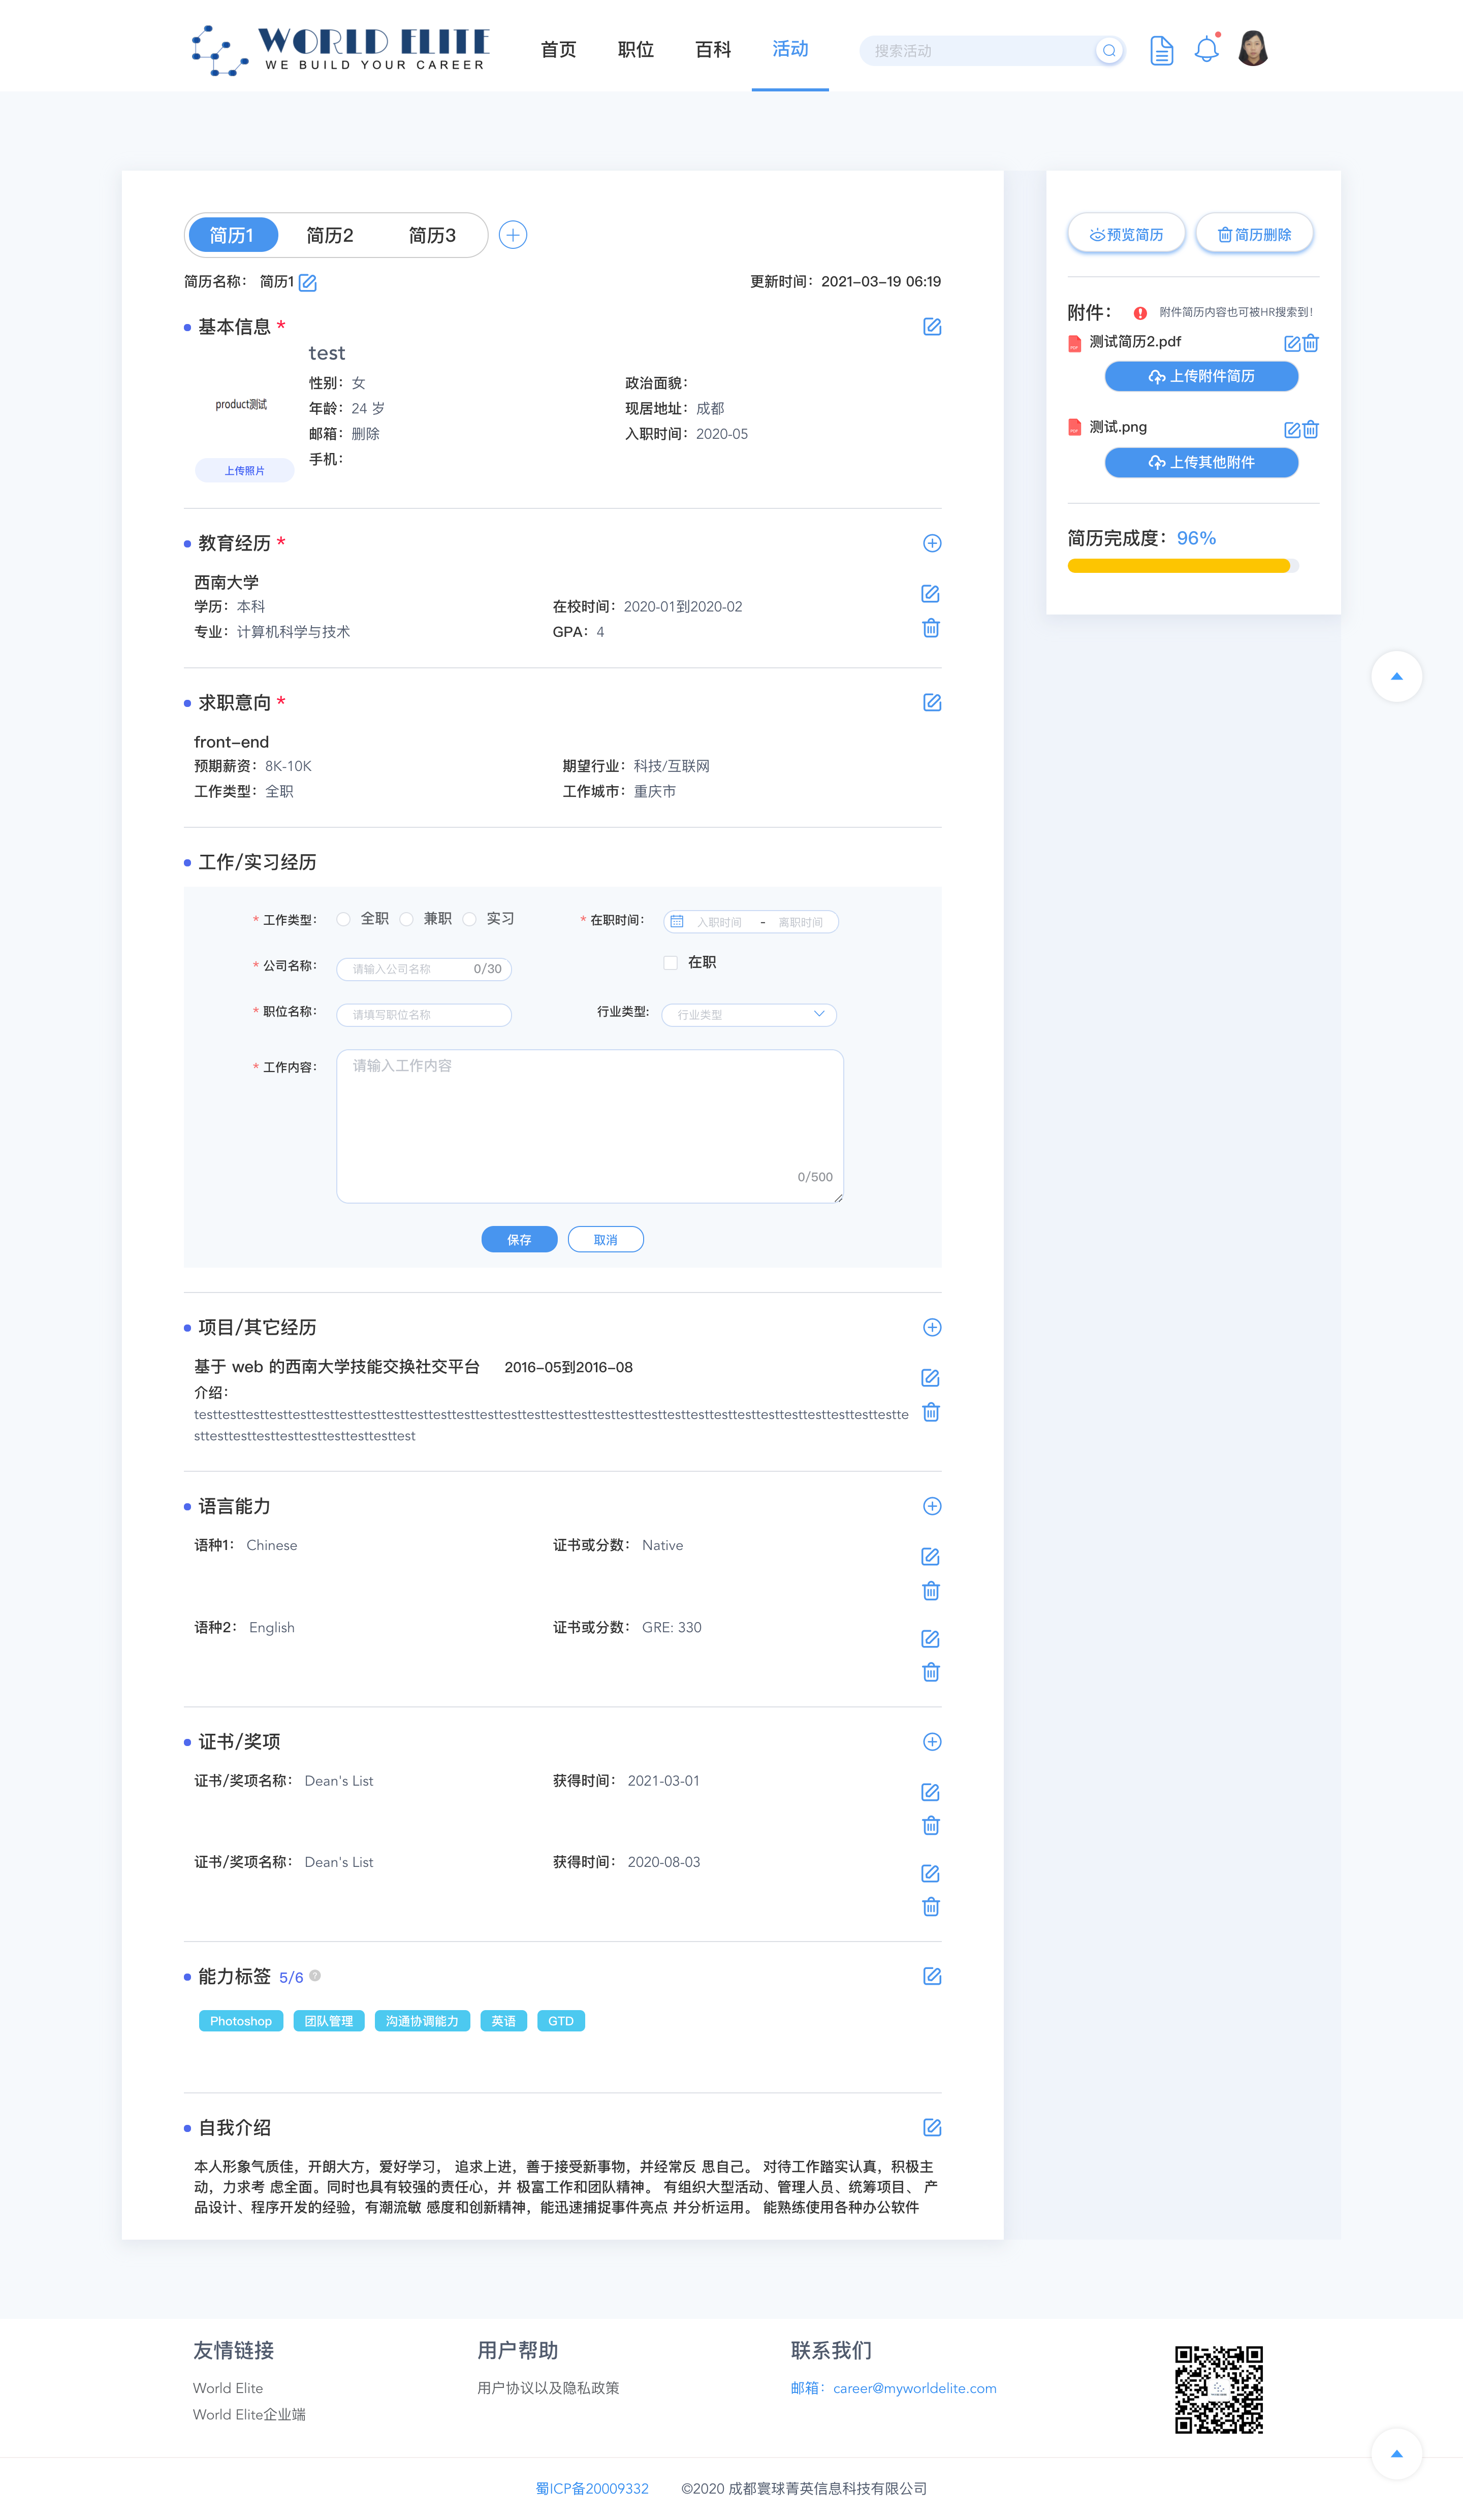 WORLD ELITE
WE BUILD YOUR CAREER
首页 职位 百科 活动
搜索活动
简历1 简历2 简历3
预览简历 简历删除
简历名称： 简历1
更新时间：2021-03-19 06:19
附件： 附件简历内容也可被HR搜索到！
基本信息 *
测试简历2.pdf
test
上传附件简历
性别：女 政治面貌：
product测试
年龄：24 岁 现居地址：成都
邮箱：删除 入职时间：2020-05
测试.png
手机：
上传照片
上传其他附件
简历完成度：96%
教育经历 *
西南大学
学历：本科 在校时间：2020-01到2020-02
专业：计算机科学与技术 GPA：4
求职意向 *
front-end
预期薪资：8K-10K 期望行业：科技/互联网
工作类型：全职 工作城市：重庆市
工作/实习经历
* 工作类型： 全职 兼职 实习 * 在职时间： 入职时间 - 离职时间
* 公司名称： 请输入公司名称 0/30 在职
* 职位名称： 请填写职位名称 行业类型: 行业类型
* 工作内容： 请输入工作内容
0/500
保存 取消
项目/其它经历
基于 web 的西南大学技能交换社交平台 2016-05到2016-08
介绍：
testtesttesttesttesttesttesttesttesttesttesttesttesttesttesttesttesttesttesttesttesttesttesttesttesttesttesttesttesttesttestte
sttesttesttesttesttesttesttesttesttest
语言能力
语种1： Chinese 证书或分数： Native
语种2： English 证书或分数： GRE: 330
证书/奖项
证书/奖项名称： Dean's List 获得时间： 2021-03-01
证书/奖项名称： Dean's List 获得时间： 2020-08-03
能力标签 5/6 ?
Photoshop 团队管理 沟通协调能力 英语 GTD
自我介绍
本人形象气质佳，开朗大方，爱好学习， 追求上进，善于接受新事物，并经常反 思自己。 对待工作踏实认真，积极主
动，力求考 虑全面。同时也具有较强的责任心，并 极富工作和团队精神。 有组织大型活动、管理人员、统筹项目、 产
品设计、程序开发的经验，有潮流敏 感度和创新精神，能迅速捕捉事件亮点 并分析运用。 能熟练使用各种办公软件
友情链接 用户帮助 联系我们
World Elite 用户协议以及隐私政策 邮箱：career@myworldelite.com
World Elite企业端
蜀ICP备20009332 ©2020 成都寰球菁英信息科技有限公司